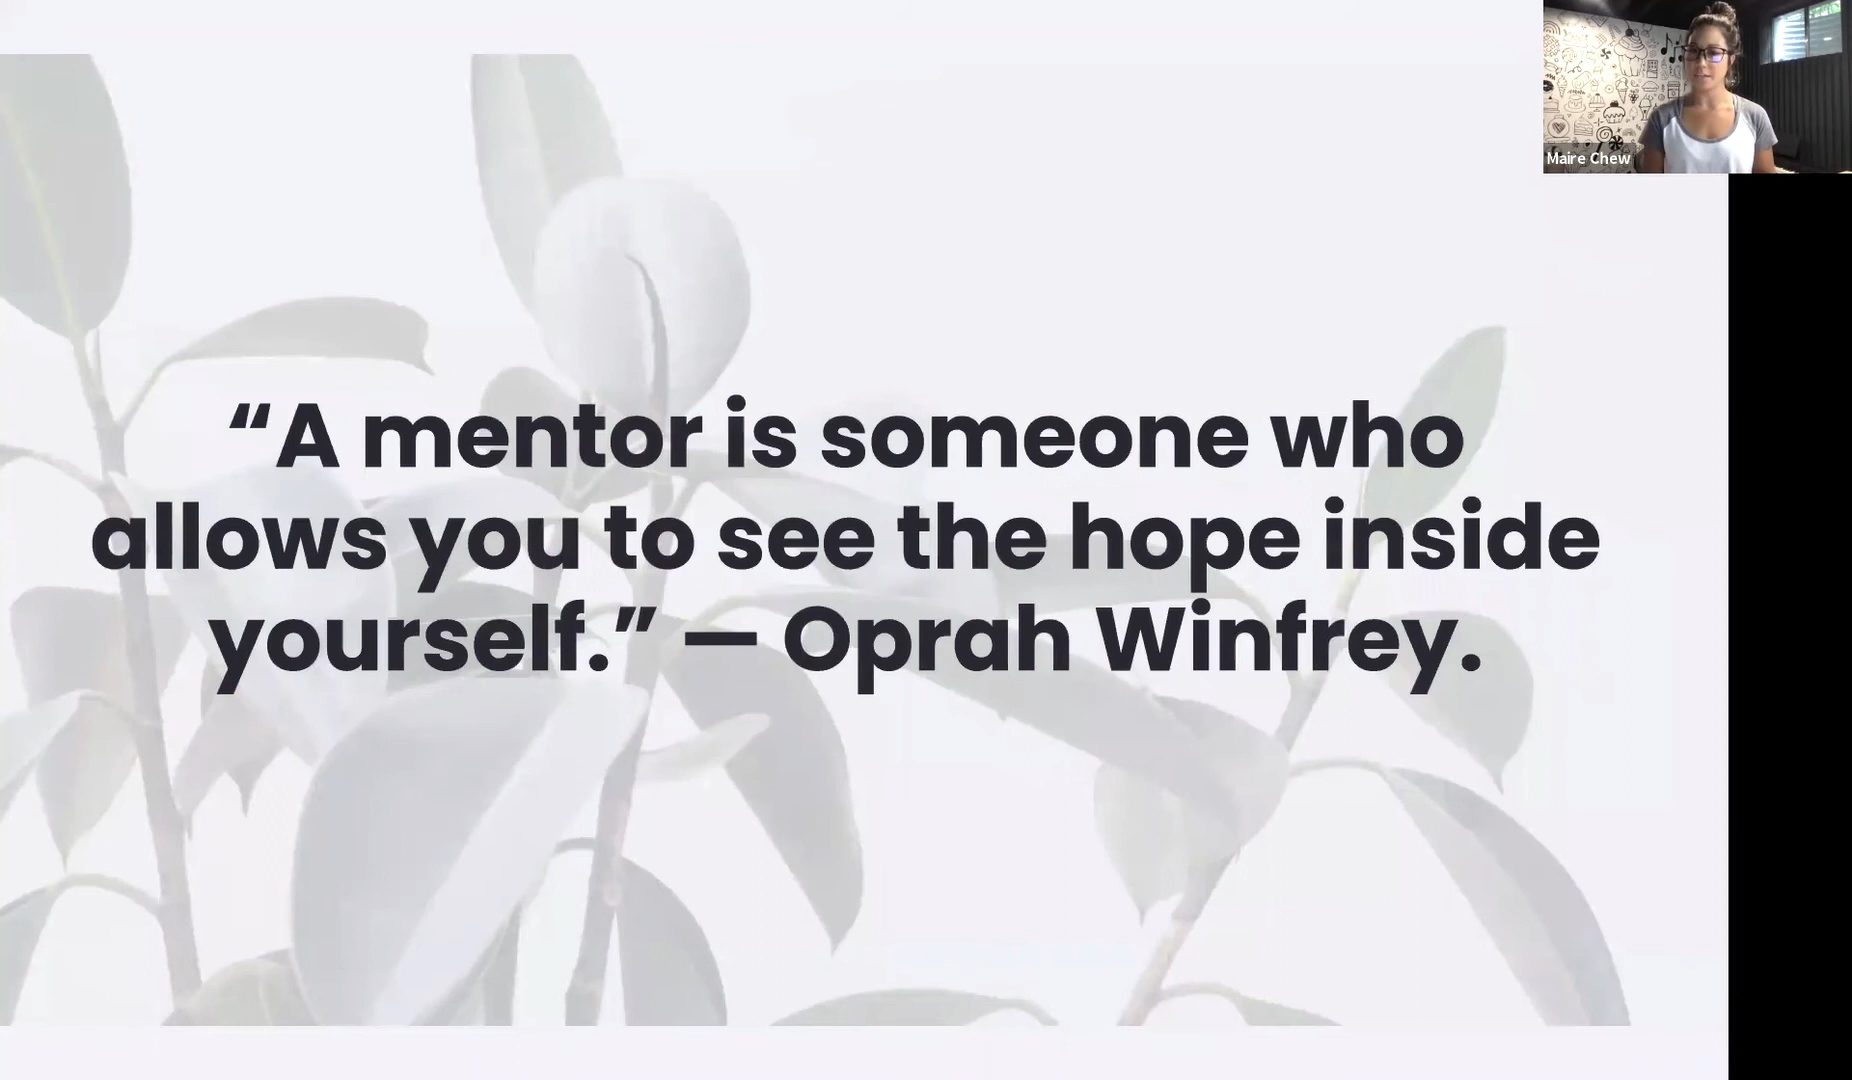 Maire Chew
“A mentor is someone who
allows you to see the hope inside
yourself.” — Oprah Winfrey.